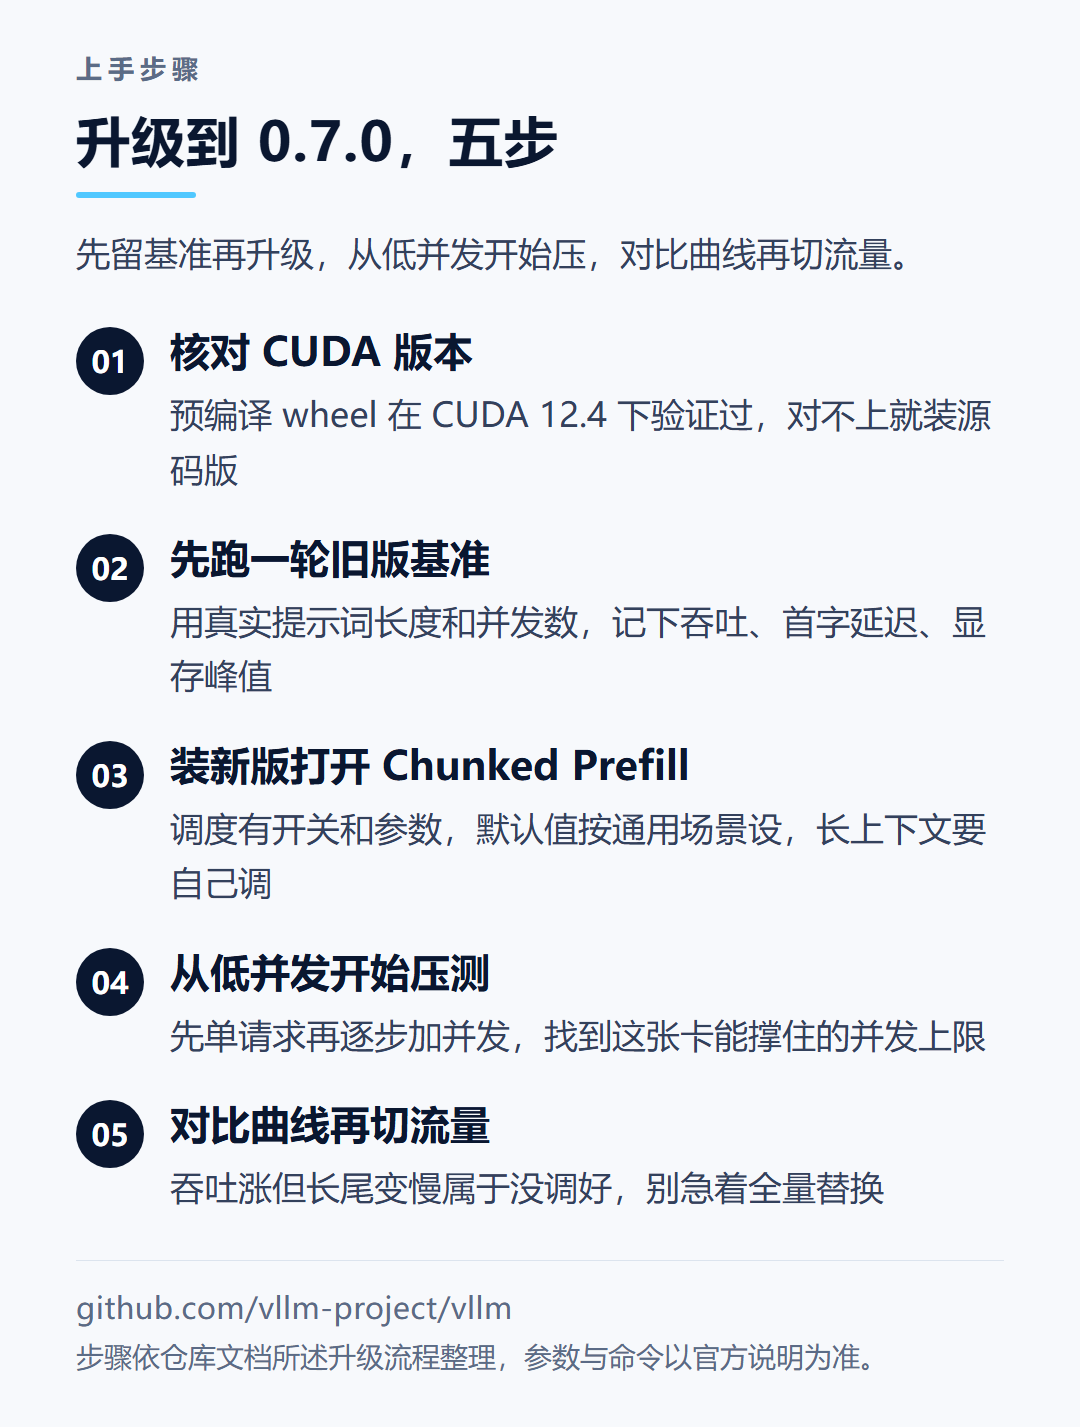 上手步骤
升级到 0.7.0，五步
先留基准再升级，从低并发开始压，对比曲线再切流量。
01
核对 CUDA 版本
预编译 wheel 在 CUDA 12.4 下验证过，对不上就装源
码版
02
先跑一轮旧版基准
用真实提示词长度和并发数，记下吞吐、首字延迟、显
存峰值
03
装新版打开 Chunked Prefill
调度有开关和参数，默认值按通用场景设，长上下文要
自己调
04
从低并发开始压测
先单请求再逐步加并发，找到这张卡能撑住的并发上限
05
对比曲线再切流量
吞吐涨但长尾变慢属于没调好，别急着全量替换
github.com/vllm-project/vllm
步骤依仓库文档所述升级流程整理，参数与命令以官方说明为准。